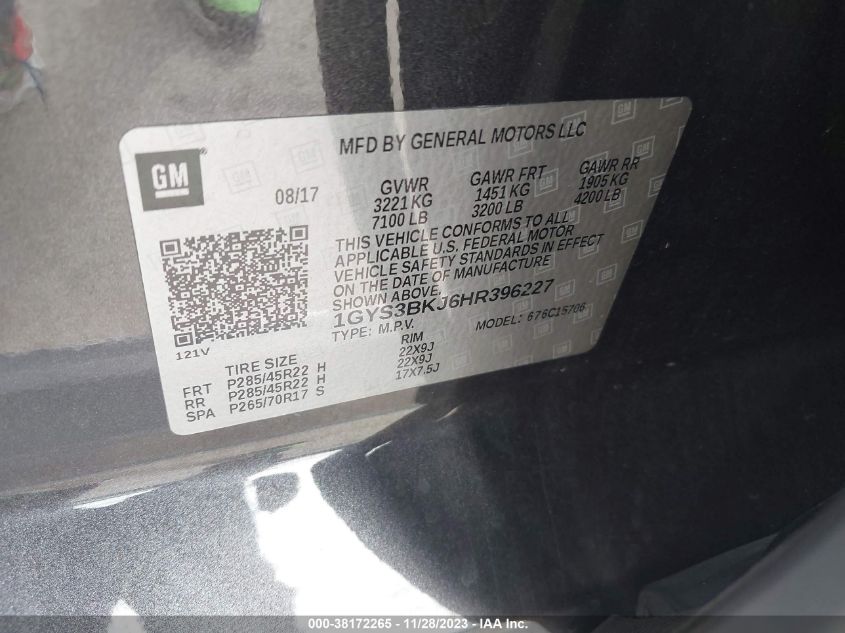 GM
MFD BY GENERAL MOTORS LLC
08/17
GVWR GAWR FRT GAWR RR
3221 KG 1451 KG 1905 KG
7100 LB 3200 LB 4200 LB
THIS VEHICLE CONFORMS TO ALL
APPLICABLE U.S. FEDERAL MOTOR
VEHICLE SAFETY STANDARDS IN EFFECT
ON THE DATE OF MANUFACTURE
SHOWN ABOVE.
1GYS3BKJ6HR396227
TYPE: M.P.V. MODEL: 676C15706
121V
TIRE SIZE RIM
FRT P285/45R22 H 22X9J
RR P285/45R22 H 22X9J
SPA P265/70R17 S 17X7.5J
000-38172265 - 11/28/2023 - COPYRIGHT IAA, Inc.